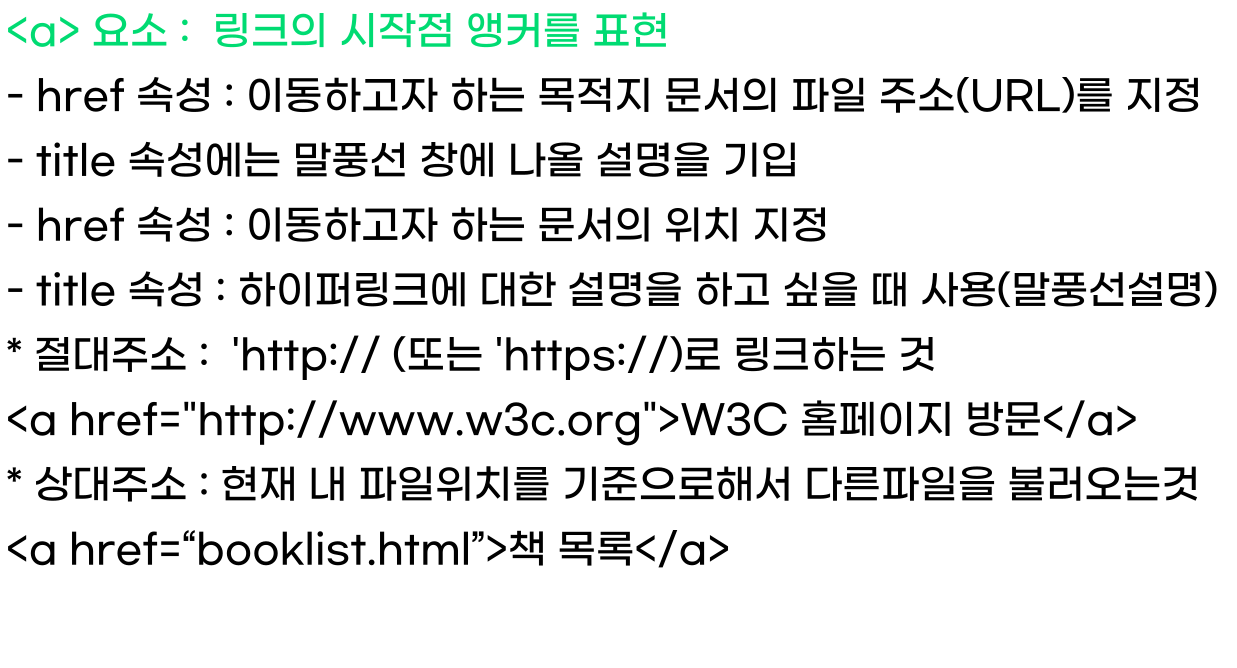 <a> 요소 :  링크의 시작점 앵커를 표현
- href 속성 : 이동하고자 하는 목적지 문서의 파일 주소(URL)를 지정
- title 속성에는 말풍선 창에 나올 설명을 기입
- href 속성 : 이동하고자 하는 문서의 위치 지정
- title 속성 : 하이퍼링크에 대한 설명을 하고 싶을 때 사용(말풍선설명)
* 절대주소 :  'http:// (또는 'https://)로 링크하는 것
<a href="http://www.w3c.org">W3C 홈페이지 방문</a>
* 상대주소 : 현재 내 파일위치를 기준으로해서 다른파일을 불러오는것
<a href=“booklist.html”>책 목록</a>